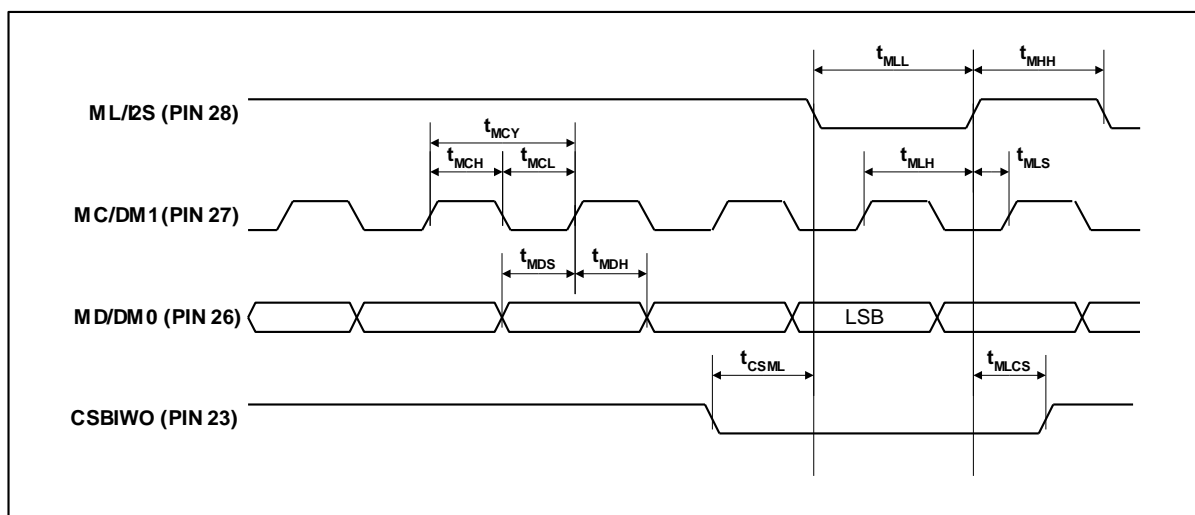 tMLL tMHH
ML/I2S (PIN 28)
tMCY
tMCH tMCL tMLH tMLS
MC/DM1 (PIN 27)
tMDS tMDH
MD/DM0 (PIN 26) LSB
tCSML tMLCS
CSBIWO (PIN 23)